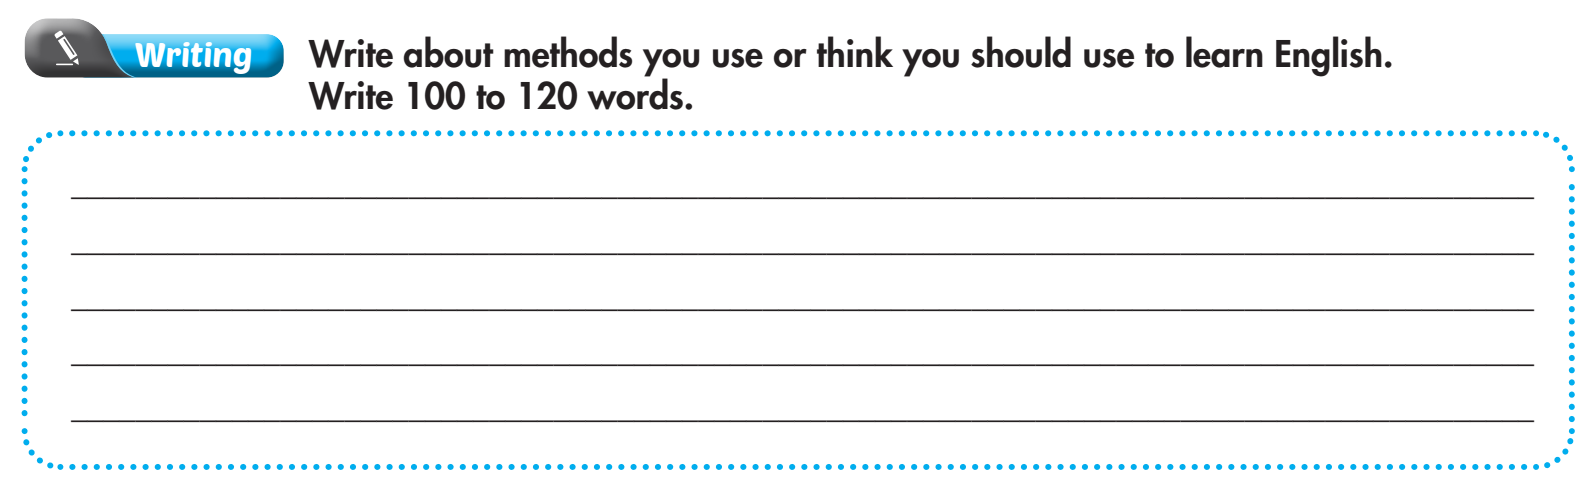 Writing
Write about methods you use or think you should use to learn English.
Write 100 to 120 words.